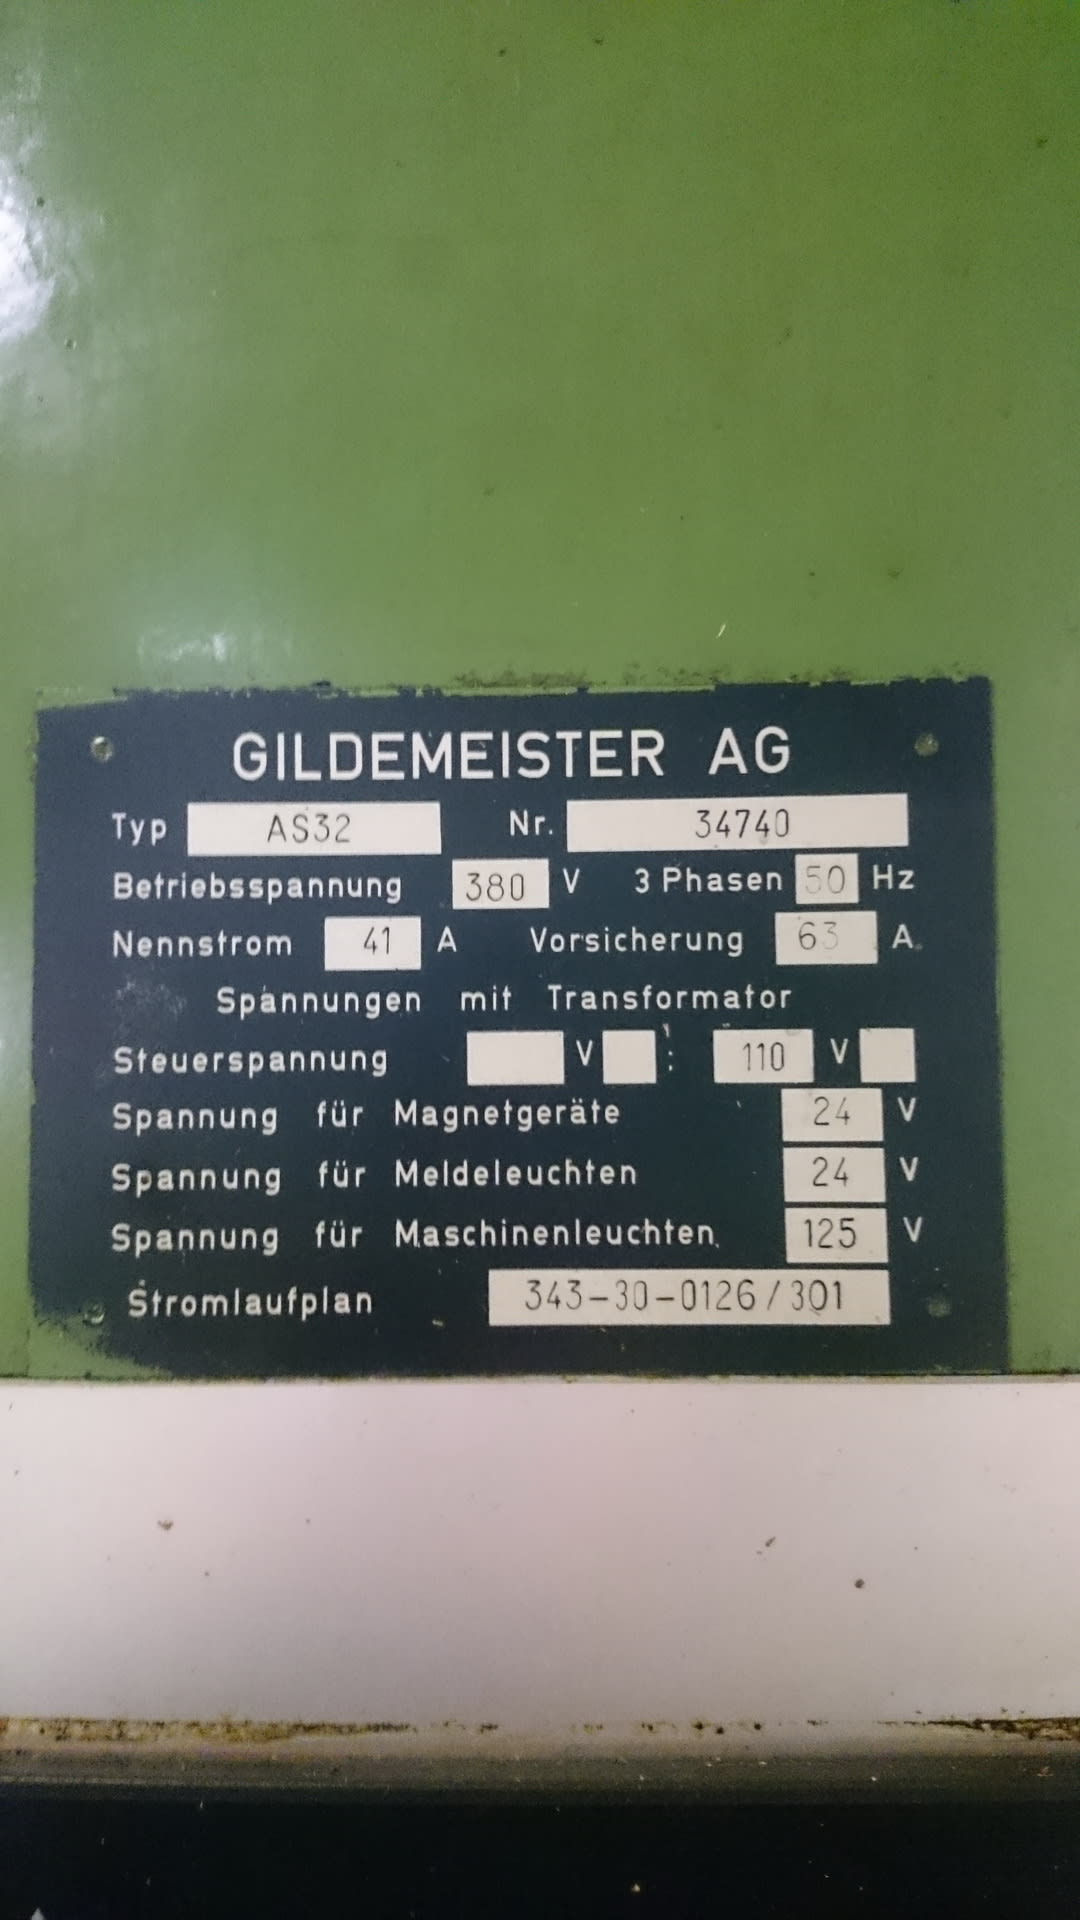 GILDEMEISTER AG
Typ AS32 Nr. 34740
Betriebsspannung 380 V 3 Phasen 50 Hz
Nennstrom 41 A Vorsicherung 63 A
Spannungen mit Transformator
Steuerspannung V : 110 V
Spannung für Magnetgeräte 24 V
Spannung für Meldeleuchten 24 V
Spannung für Maschinenleuchten 125 V
Stromlaufplan 343-30-0126/301